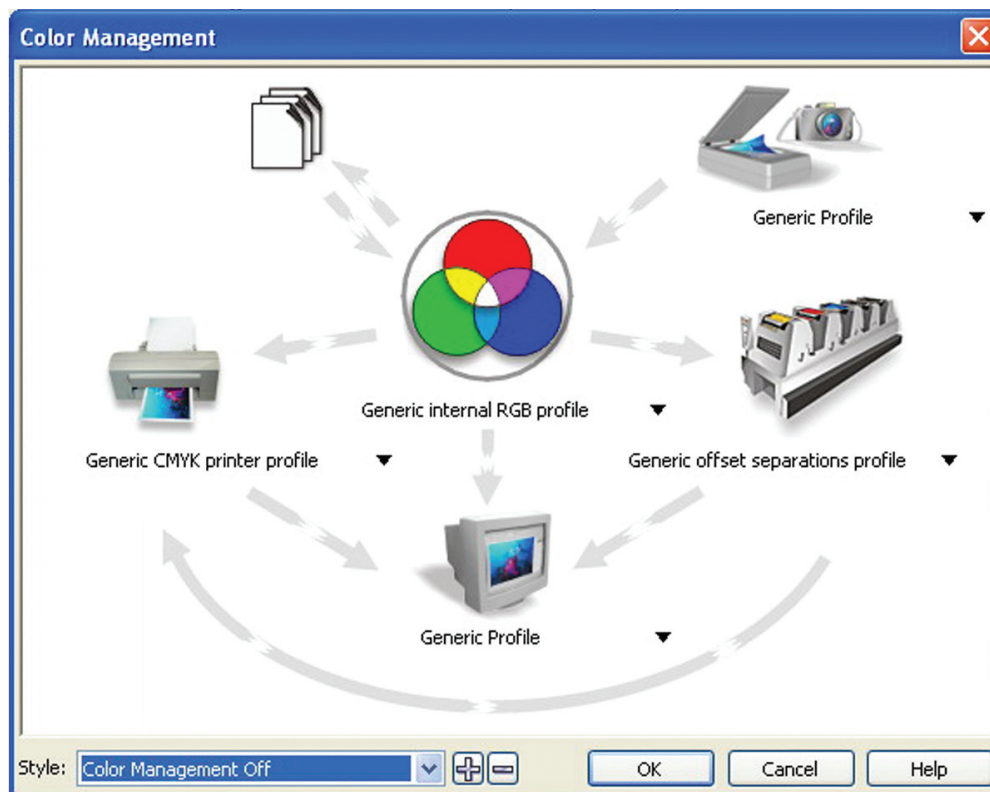 Color Management
Generic Profile
Generic internal RGB profile
Generic CMYK printer profile
Generic offset separations profile
Generic Profile
Style: Color Management Off
OK
Cancel
Help